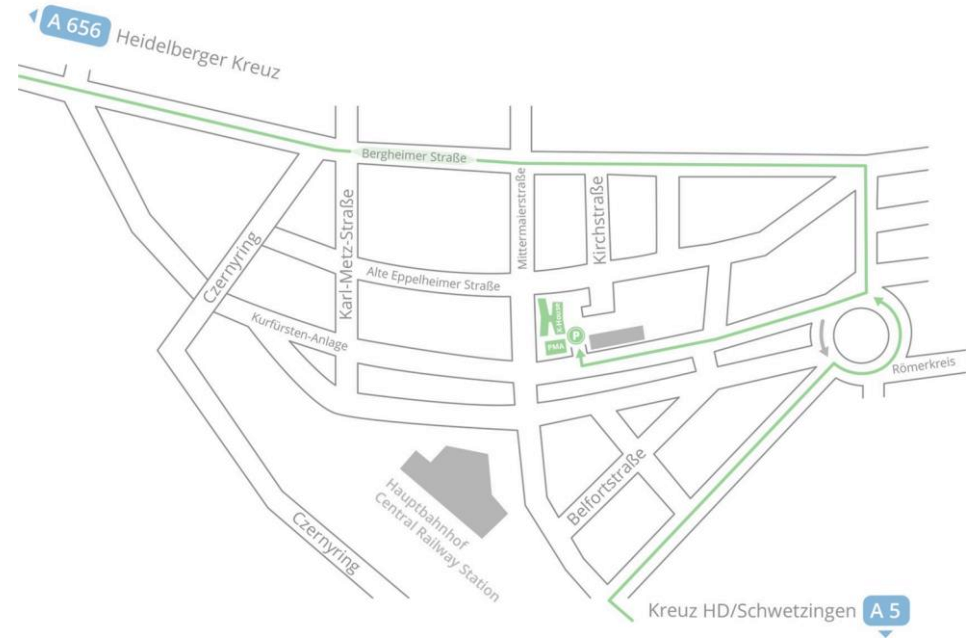 A 656
Heidelberger Kreuz
Bergheimer Straße
Mittermaierstraße
Kirchstraße
Karl-Metz-Straße
Czernyring
Alte Eppelheimer Straße
Kurfürsten-Anlage
X-House
P
PMA
Römerkreis
Belfortstraße
Hauptbahnhof
Central Railway Station
Czernyring
Kreuz HD/Schwetzingen
A 5